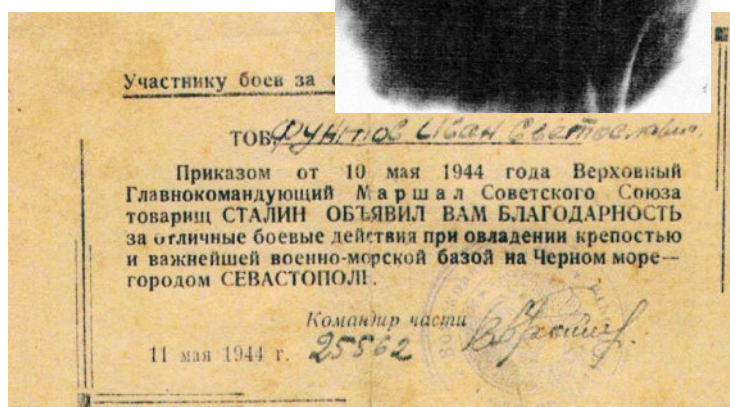 Участнику боев за
ТОВ. Фунтов Иван Светославович.
Приказом от 10 мая 1944 года Верховный
Главнокомандующий Маршал Советского Союза
товарищ СТАЛИН ОБЪЯВИЛ ВАМ БЛАГОДАРНОСТЬ
за отличные боевые действия при овладении крепостью
и важнейшей военно-морской базой на Черном море—
городом СЕВАСТОПОЛЬ.
Командир части
11 мая 1944 г. 25562